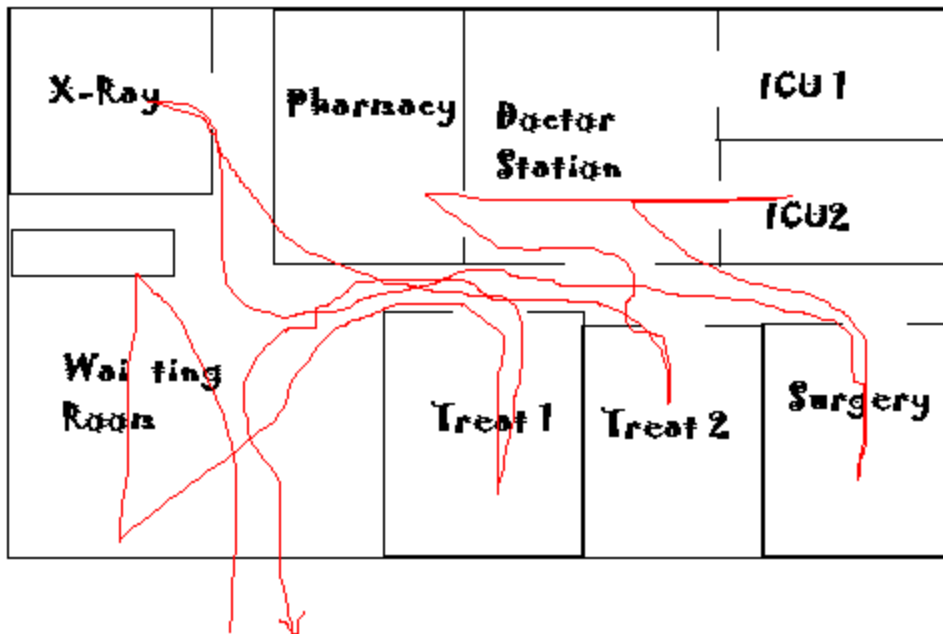 X-Ray
Pharmacy
Doctor
Station
ICU 1
ICU2
Waiting
Room
Treat 1
Treat 2
Surgery